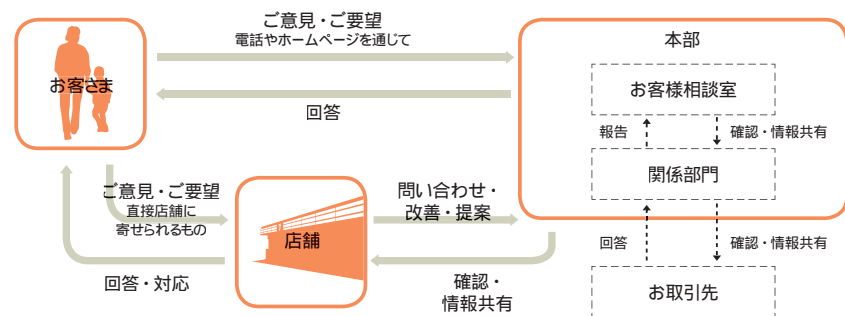 ご意見・ご要望
電話やホームページを通じて
お客さま
回答
本部
お客様相談室
報告
確認・情報共有
関係部門
ご意見・ご要望
直接店舗に
寄せられるもの
店舗
問い合わせ・
改善・提案
回答・対応
確認・
情報共有
回答
確認・情報共有
お取引先